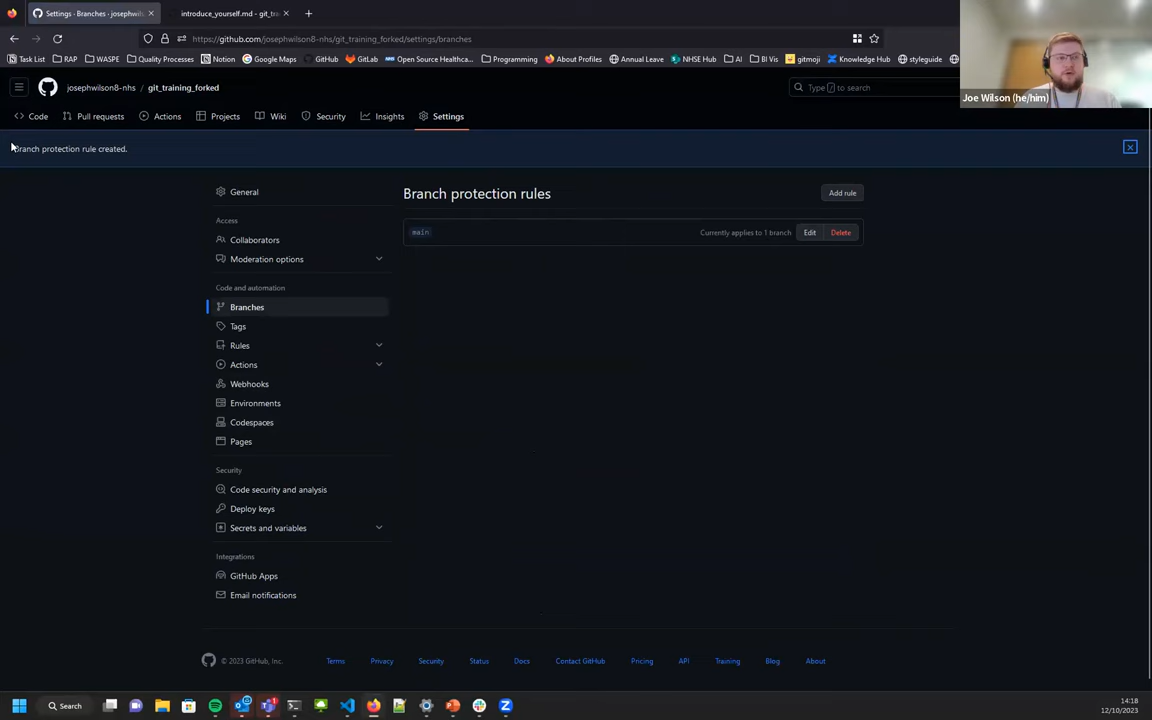 Settings - Branches - josephwils
introduce_yourself.md - git_tra
https://github.com/josephwilson8-nhs/git_training_forked/settings/branches
Task List
RAP
WASPE
Quality Processes
Notion
Google Maps
GitHub
GitLab
Open Source Healthca...
Programming
About Profiles
Annual Leave
NHSE Hub
AI
BI Vis
gitmoji
Knowledge Hub
styleguide
Joe Wilson (he/him)
josephwilson8-nhs / git_training_forked
Type / to search
Code
Pull requests
Actions
Projects
Wiki
Security
Insights
Settings
Branch protection rule created.
General
Access
Collaborators
Moderation options
Code and automation
Branches
Tags
Rules
Actions
Webhooks
Environments
Codespaces
Pages
Security
Code security and analysis
Deploy keys
Secrets and variables
Integrations
GitHub Apps
Email notifications
Branch protection rules
Add rule
main
Currently applies to 1 branch
Edit
Delete
© 2023 GitHub, Inc.
Terms
Privacy
Security
Status
Docs
Contact GitHub
Pricing
API
Training
Blog
About
Search
14:18
12/10/2023